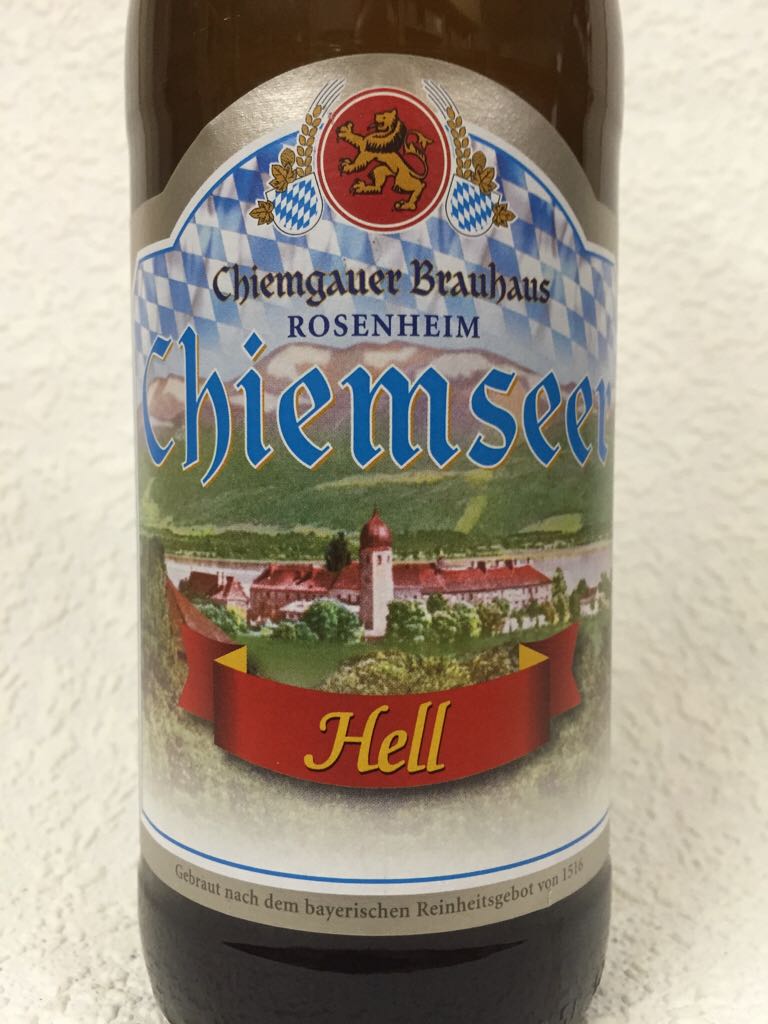 Chiemgauer Brauhaus
ROSENHEIM
Chiemseer
Hell
Gebraut nach dem bayerischen Reinheitsgebot von 1516